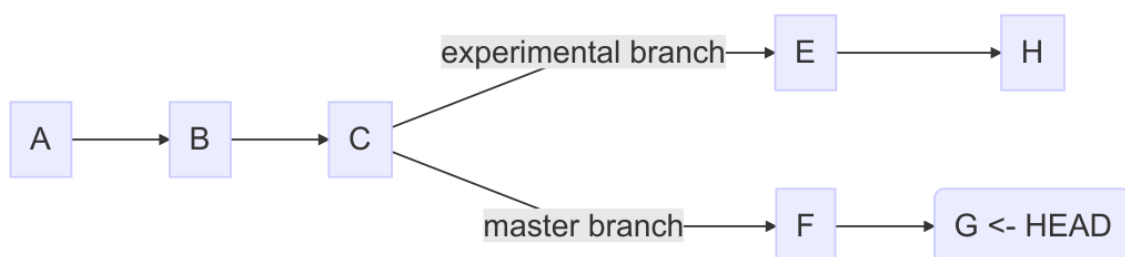 experimental branch
E
H
A
B
C
master branch
F
G <- HEAD